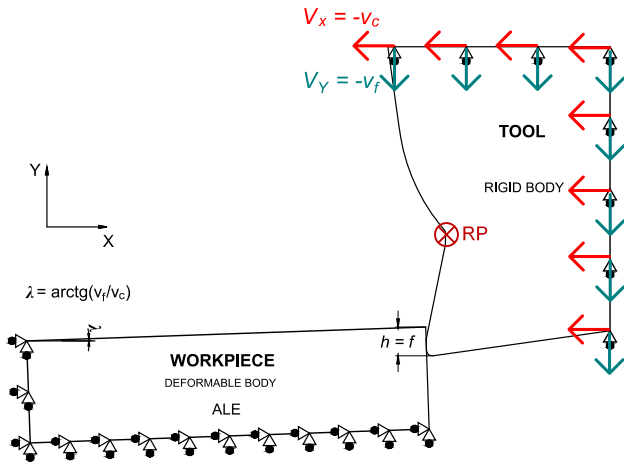 Vx = -vc
VY = -vf
TOOL
RIGID BODY
RP
Y
X
λ = arctg(vf/vc)
λ
h = f
WORKPIECE
DEFORMABLE BODY
ALE